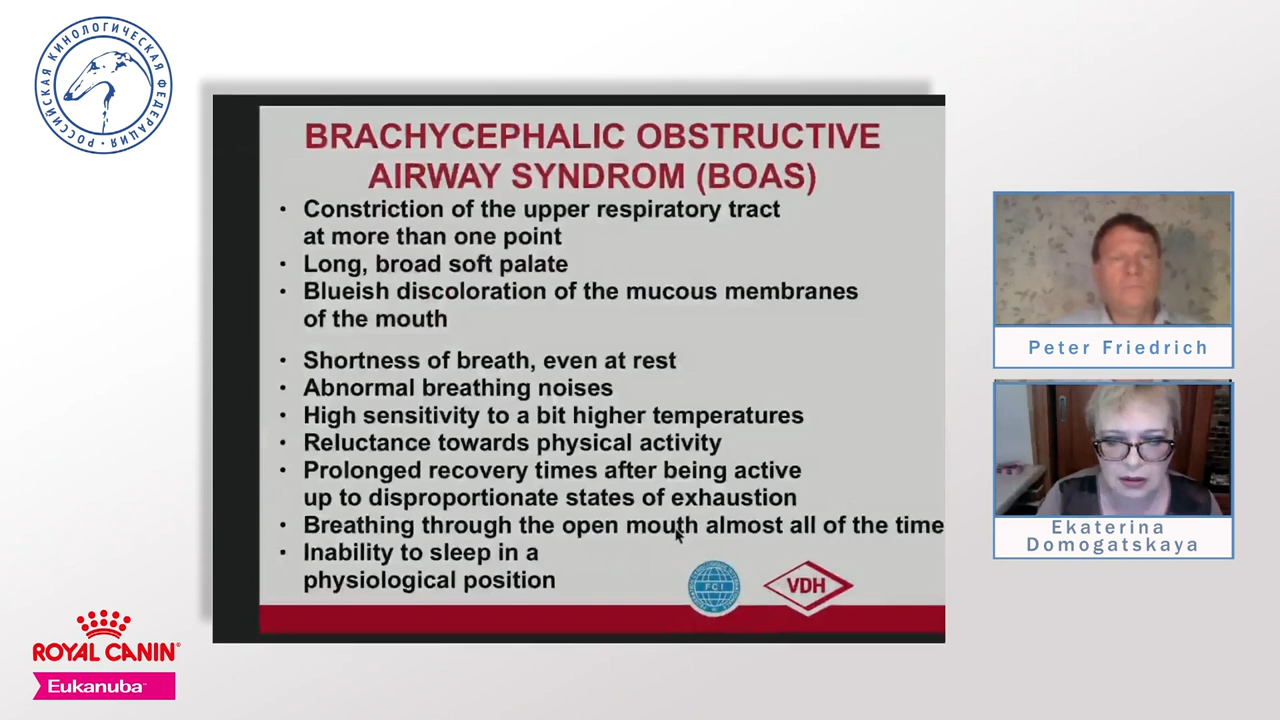 РОССИЙСКАЯ КИНОЛОГИЧЕСКАЯ ФЕДЕРАЦИЯ
BRACHYCEPHALIC OBSTRUCTIVE
AIRWAY SYNDROM (BOAS)
• Constriction of the upper respiratory tract
at more than one point
• Long, broad soft palate
• Blueish discoloration of the mucous membranes
of the mouth
• Shortness of breath, even at rest
• Abnormal breathing noises
• High sensitivity to a bit higher temperatures
• Reluctance towards physical activity
• Prolonged recovery times after being active
up to disproportionate states of exhaustion
• Breathing through the open mouth almost all of the time
• Inability to sleep in a
physiological position
FCI
VDH
Peter Friedrich
Ekaterina
Domogatskaya
ROYAL CANIN
Eukanuba